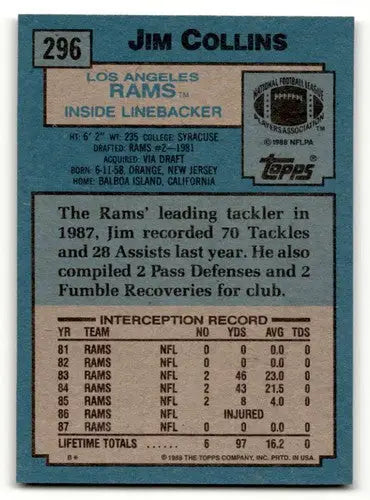 296
JIM COLLINS
LOS ANGELES
RAMS™
INSIDE LINEBACKER
NATIONAL FOOTBALL LEAGUE
PLAYERS ASSOCIATION
© 1988 NFLPA
TOPPS®
HT: 6' 2" WT: 235 COLLEGE: SYRACUSE
DRAFTED: RAMS #2—1981
ACQUIRED: VIA DRAFT
BORN: 6-11-58, ORANGE, NEW JERSEY
HOME: BALBOA ISLAND, CALIFORNIA
The Rams' leading tackler in
1987, Jim recorded 70 Tackles
and 28 Assists last year. He also
compiled 2 Pass Defenses and 2
Fumble Recoveries for club.
INTERCEPTION RECORD
YR TEAM NO YDS AVG TDS
81 RAMS NFL 0 0 0.0 0
82 RAMS NFL 0 0 0.0 0
83 RAMS NFL 2 46 23.0 0
84 RAMS NFL 2 43 21.5 0
85 RAMS NFL 2 8 4.0 0
86 RAMS NFL INJURED
87 RAMS NFL 0 0 0.0 0
LIFETIME TOTALS ...... 6 97 16.2 0
B* © 1988 THE TOPPS COMPANY, INC. PRTD. IN U.S.A.